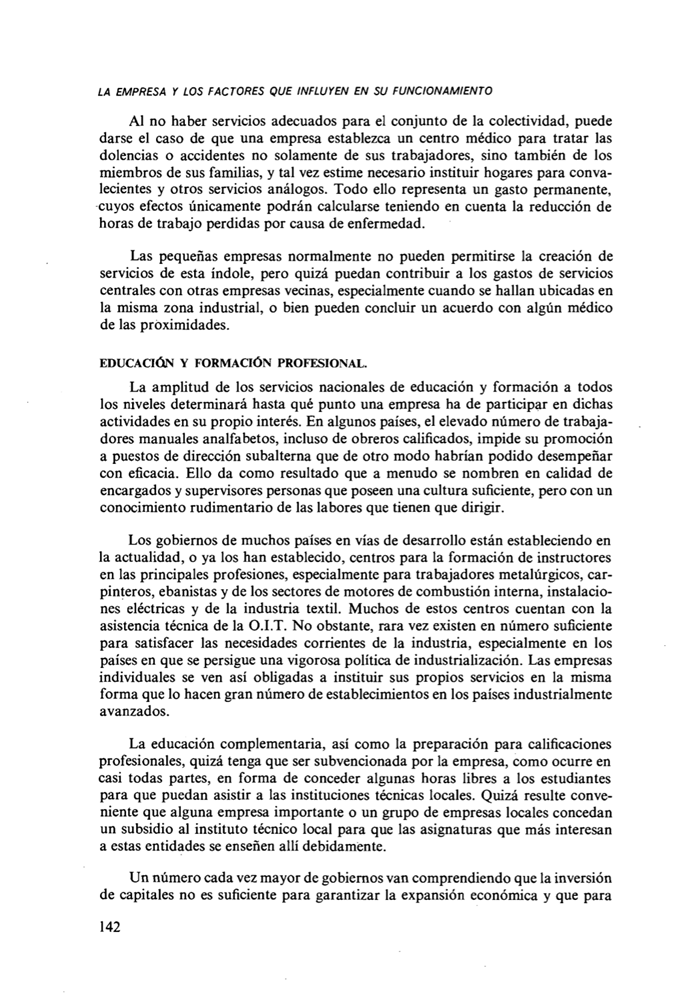 LA EMPRESA Y LOS FACTORES QUE INFLUYEN EN SU FUNCIONAMIENTO
Al no haber servicios adecuados para el conjunto de la colectividad, puede
darse el caso de que una empresa establezca un centro médico para tratar las
dolencias o accidentes no solamente de sus trabajadores, sino también de los
miembros de sus familias, y tal vez estime necesario instituir hogares para conva-
lecientes y otros servicios análogos. Todo ello representa un gasto permanente,
cuyos efectos únicamente podrán calcularse teniendo en cuenta la reducción de
horas de trabajo perdidas por causa de enfermedad.
Las pequeñas empresas normalmente no pueden permitirse la creación de
servicios de esta índole, pero quizá puedan contribuir a los gastos de servicios
centrales con otras empresas vecinas, especialmente cuando se hallan ubicadas en
la misma zona industrial, o bien pueden concluir un acuerdo con algún médico
de las proximidades.
EDUCACIÓN Y FORMACIÓN PROFESIONAL.
La amplitud de los servicios nacionales de educación y formación a todos
los niveles determinará hasta qué punto una empresa ha de participar en dichas
actividades en su propio interés. En algunos países, el elevado número de trabaja-
dores manuales analfabetos, incluso de obreros calificados, impide su promoción
a puestos de dirección subalterna que de otro modo habrían podido desempeñar
con eficacia. Ello da como resultado que a menudo se nombren en calidad de
encargados y supervisores personas que poseen una cultura suficiente, pero con un
conocimiento rudimentario de las labores que tienen que dirigir.
Los gobiernos de muchos países en vías de desarrollo están estableciendo en
la actualidad, o ya los han establecido, centros para la formación de instructores
en las principales profesiones, especialmente para trabajadores metalúrgicos, car-
pinteros, ebanistas y de los sectores de motores de combustión interna, instalacio-
nes eléctricas y de la industria textil. Muchos de estos centros cuentan con la
asistencia técnica de la O.I.T. No obstante, rara vez existen en número suficiente
para satisfacer las necesidades corrientes de la industria, especialmente en los
países en que se persigue una vigorosa política de industrialización. Las empresas
individuales se ven así obligadas a instituir sus propios servicios en la misma
forma que lo hacen gran número de establecimientos en los países industrialmente
avanzados.
La educación complementaria, así como la preparación para calificaciones
profesionales, quizá tenga que ser subvencionada por la empresa, como ocurre en
casi todas partes, en forma de conceder algunas horas libres a los estudiantes
para que puedan asistir a las instituciones técnicas locales. Quizá resulte conve-
niente que alguna empresa importante o un grupo de empresas locales concedan
un subsidio al instituto técnico local para que las asignaturas que más interesan
a estas entidades se enseñen allí debidamente.
Un número cada vez mayor de gobiernos van comprendiendo que la inversión
de capitales no es suficiente para garantizar la expansión económica y que para
142